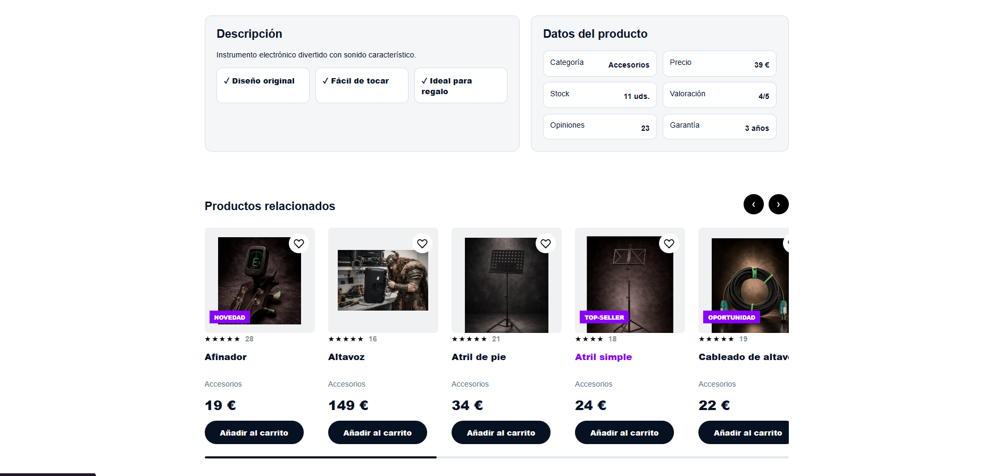 Descripción
Instrumento electrónico divertido con sonido característico.
✓ Diseño original
✓ Fácil de tocar
✓ Ideal para
regalo
Datos del producto
Categoría
Accesorios
Precio
39 €
Stock
11 uds.
Valoración
4/5
Opiniones
23
Garantía
3 años
Productos relacionados
‹ ›
NOVEDAD
★★★★★ 28
Afinador
Accesorios
19 €
Añadir al carrito
★★★★★ 16
Altavoz
Accesorios
149 €
Añadir al carrito
★★★★★ 21
Atril de pie
Accesorios
34 €
Añadir al carrito
TOP-SELLER
★★★★ 18
Atril simple
Accesorios
24 €
Añadir al carrito
OPORTUNIDAD
★★★★★ 19
Cableado de altav
Accesorios
22 €
Añadir al carrito